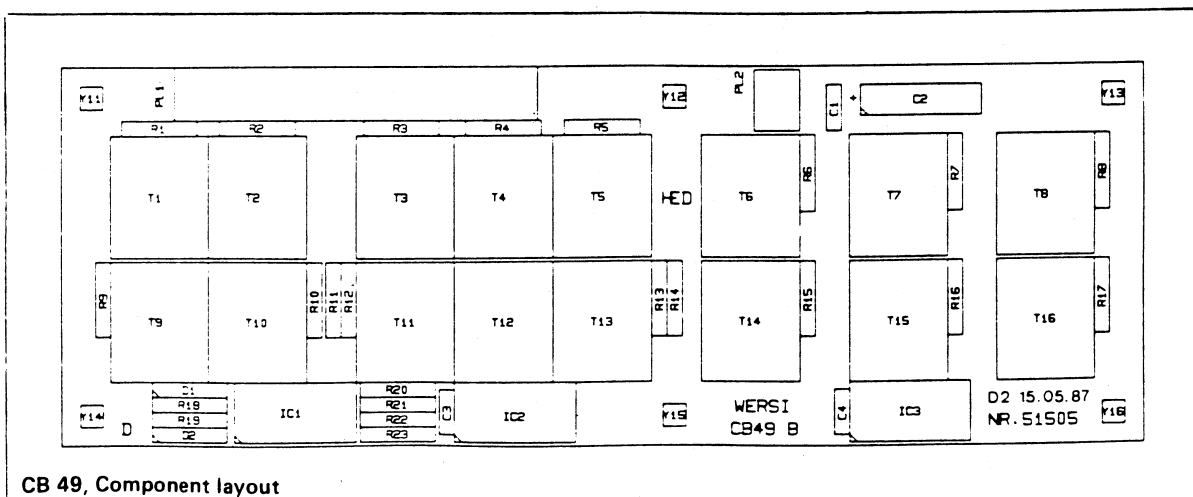 Y11 PL1 Y12 PL2 C1 + C2 Y13
R1 R2 R3 R4 R5
T1 T2 T3 T4 T5 HED T6 R6 T7 R7 T8 R8
R9 T9 T10 R10 R11 R12 T11 T12 T13 R13 R14 T14 R15 T15 R16 T16 R17
Y14 D D1 IC1 R20 C3 IC2 Y15 WERSI C4 IC3 D2 15.05.87 Y16
R18 R21 CB49 B NR.51505
R19 R22
D2 R23
CB 49, Component layout